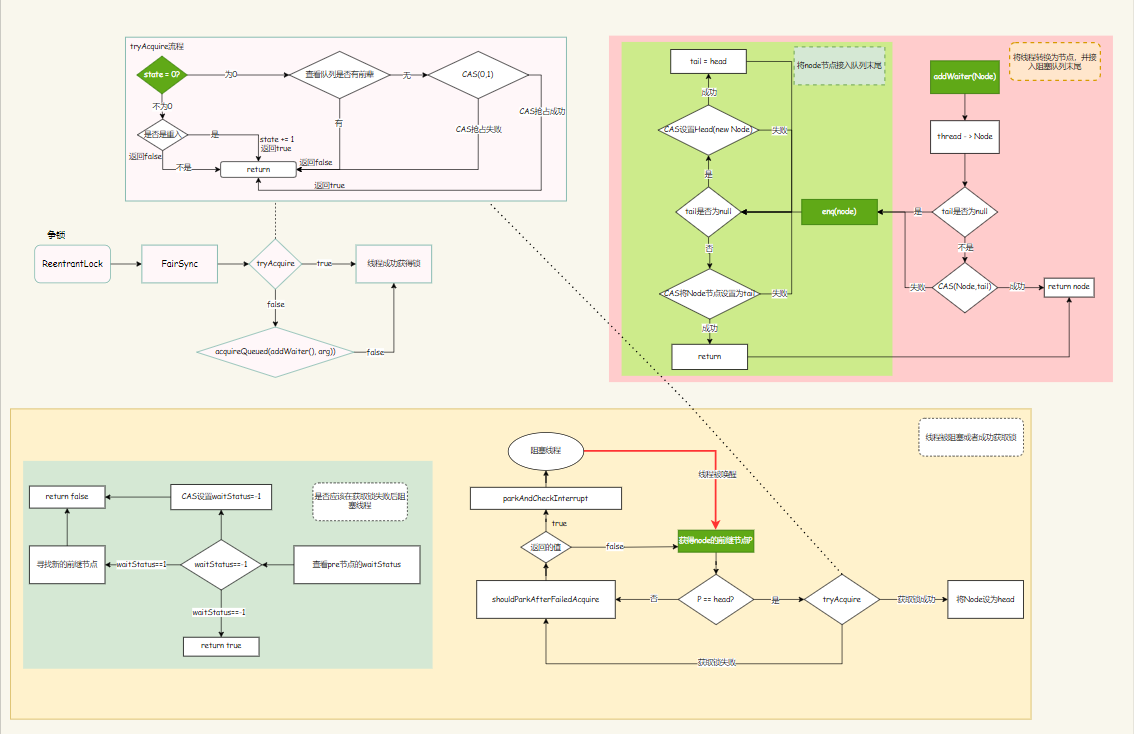 tryAcquire流程
state = 0?
为0
查看队列是否有前辈
无
CAS(0,1)
不为0
CAS抢占成功
有
CAS抢占失败
是否是重入
是
state += 1
返回true
返回false
不是
return
返回false
返回true
争锁
ReentrantLock
FairSync
tryAcquire
true
线程成功获得锁
false
acquireQueued(addWaiter(), arg))
false
tail = head
将node节点接入队列末尾
成功
CAS设置Head(new Node)
失败
是
tail是否为null
enq(node)
否
CAS将Node节点设置为tail
失败
成功
return
addWaiter(Node)
将线程转换为节点，并接
入阻塞队列末尾
thread - > Node
是
tail是否为null
不是
失败
CAS(Node,tail)
成功
return node
线程被阻塞或者成功获取锁
return false
CAS设置waitStatus=-1
是否应该在获取锁失败后阻
塞线程
寻找新的前继节点
waitStatus==1
waitStatus==-1
查看pre节点的waitStatus
waitStatus==-1
return true
阻塞线程
线程被唤醒
parkAndCheckInterrupt
true
返回的值
false
获得node的前继节点P
shouldParkAfterFailedAcquire
否
P == head?
是
tryAcquire
获取锁成功
将Node设为head
获取锁失败